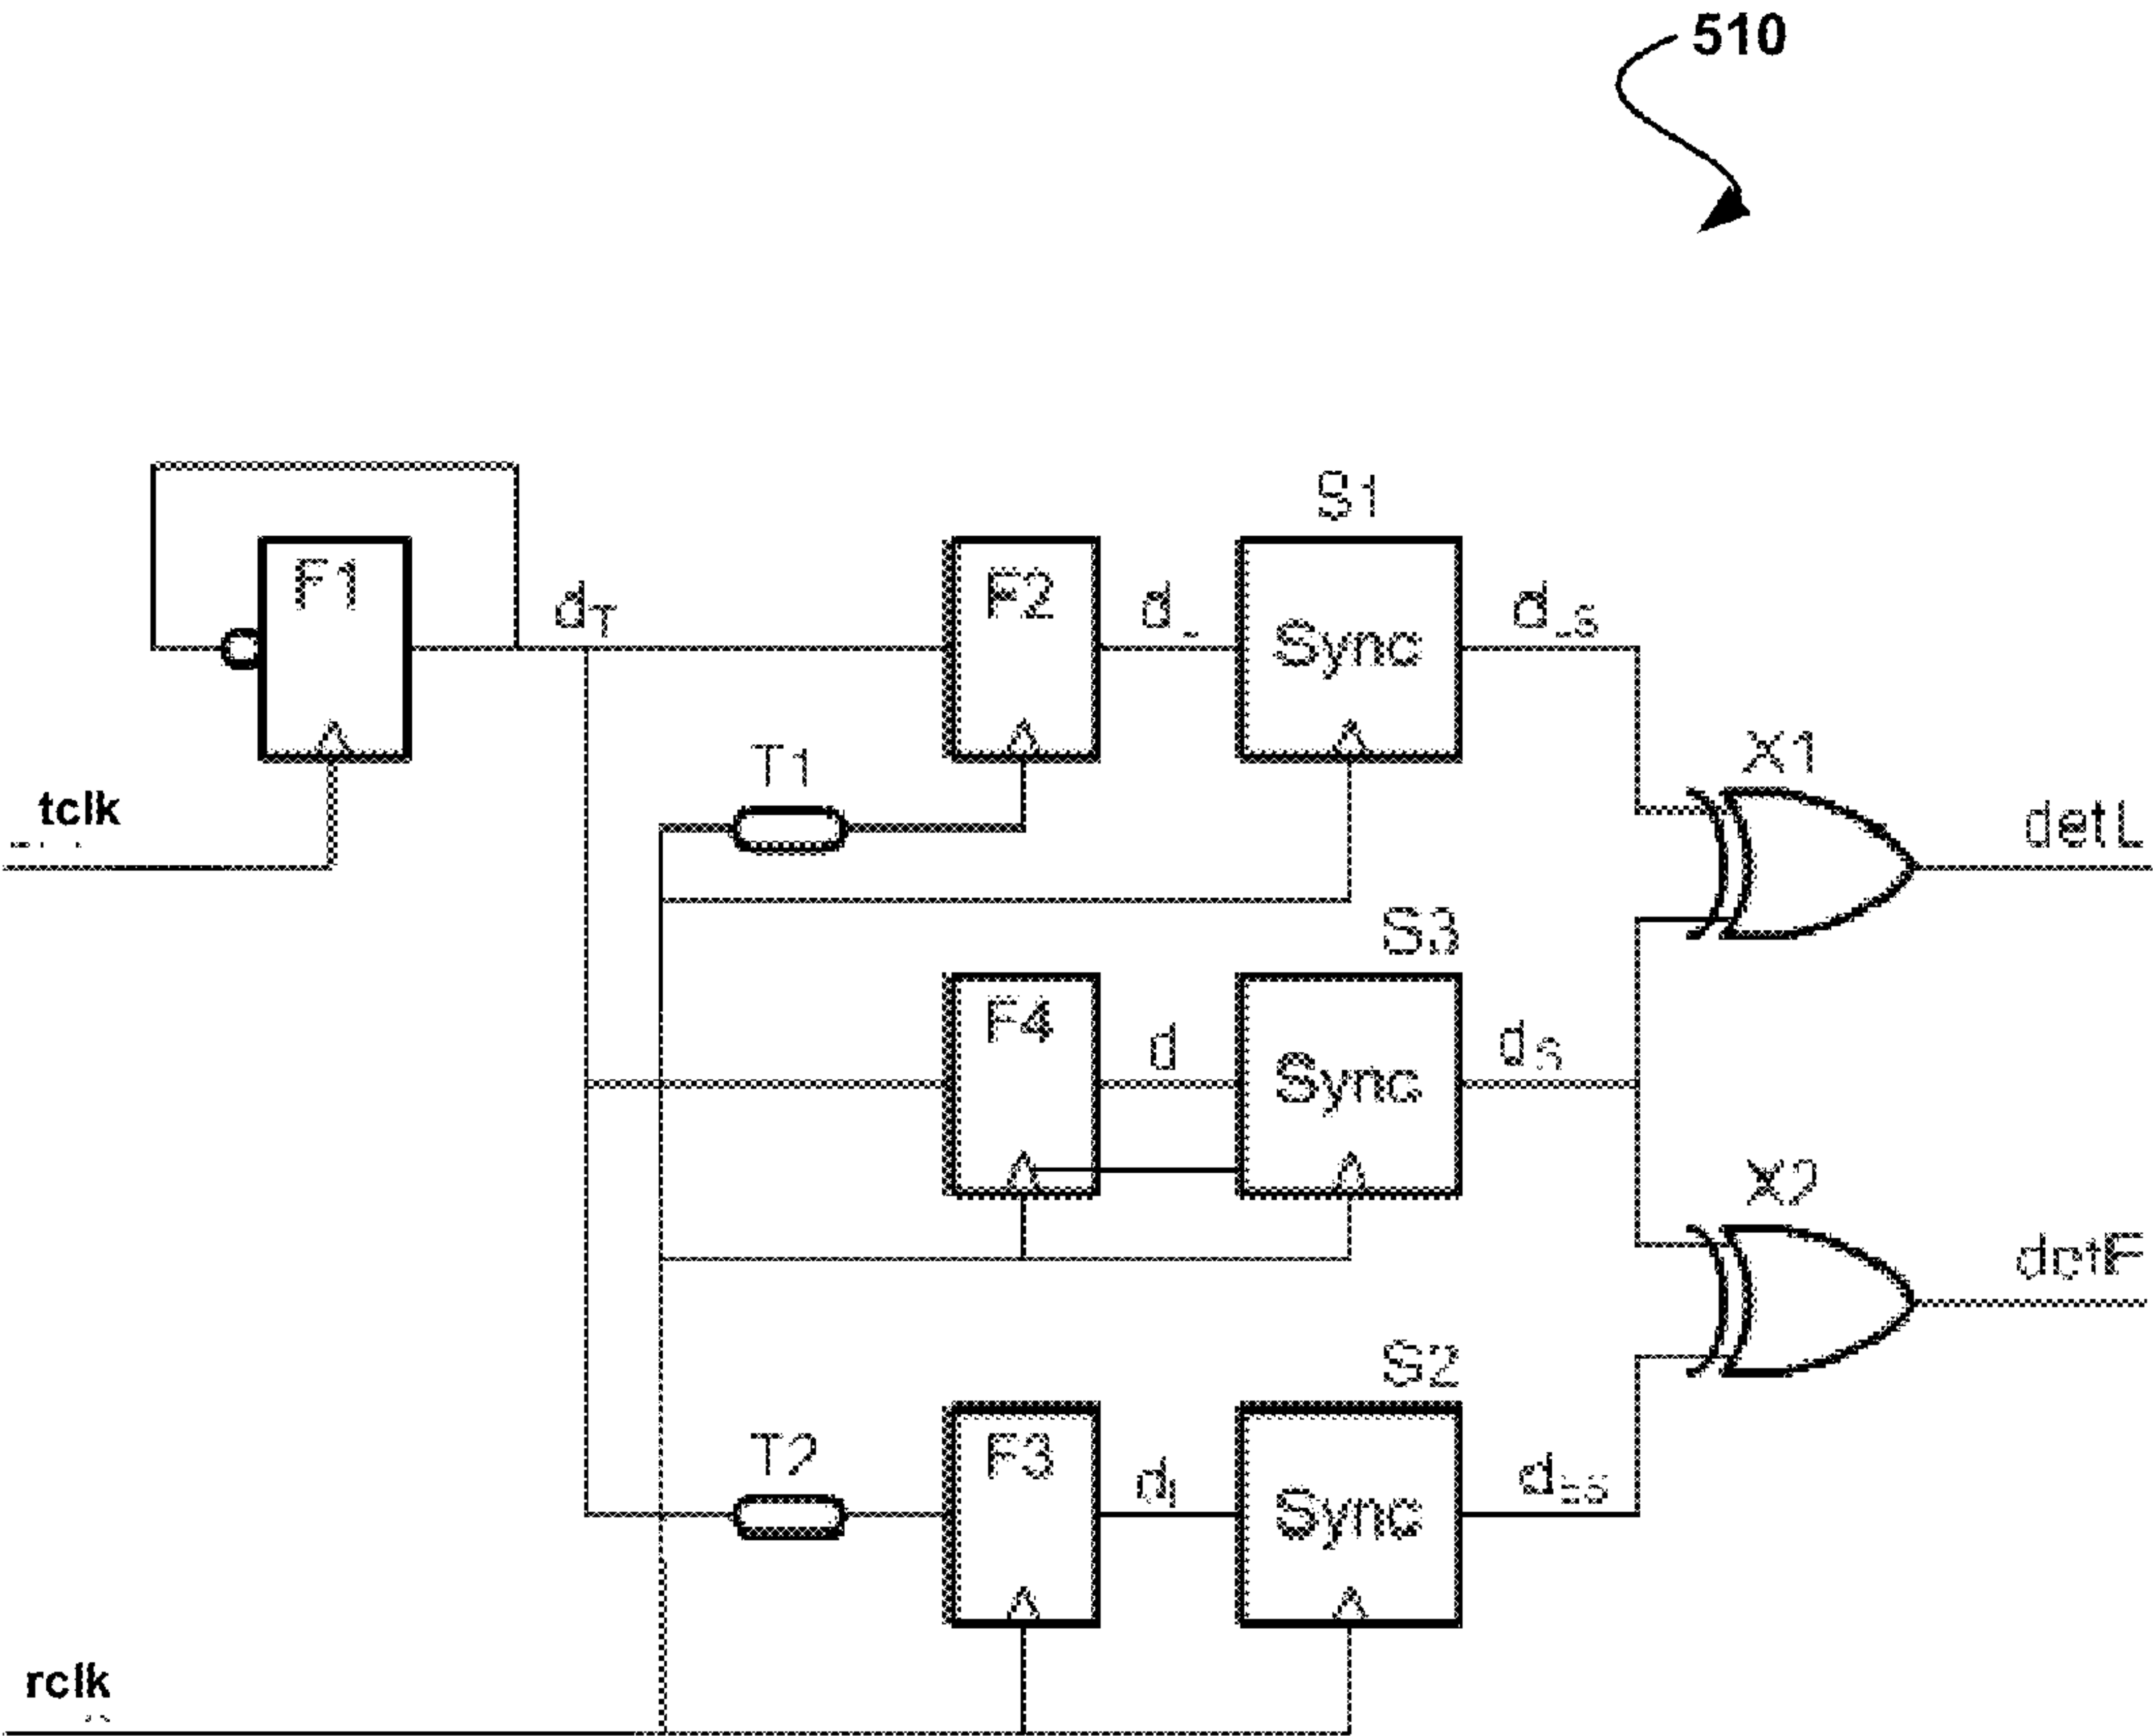 510
S1
F1
dT
F2
d-
Sync
d-S
T1
X1
tclk
detL
S3
F4
d
Sync
dS
X2
S2
T2
F3
Sync
rclk